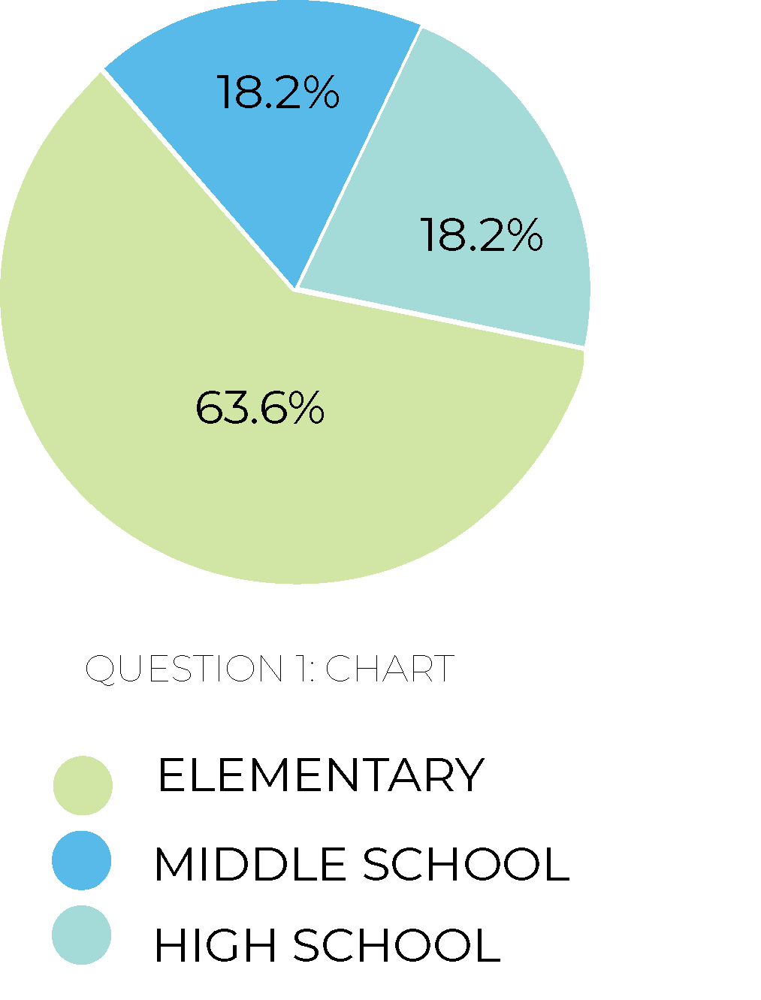 18.2%
18.2%
63.6%
QUESTION 1: CHART
ELEMENTARY
MIDDLE SCHOOL
HIGH SCHOOL